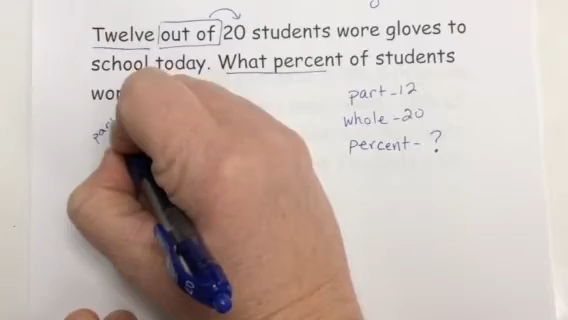 Twelve out of 20 students wore gloves to
school today. What percent of students
part - 12
whole - 20
percent - ?